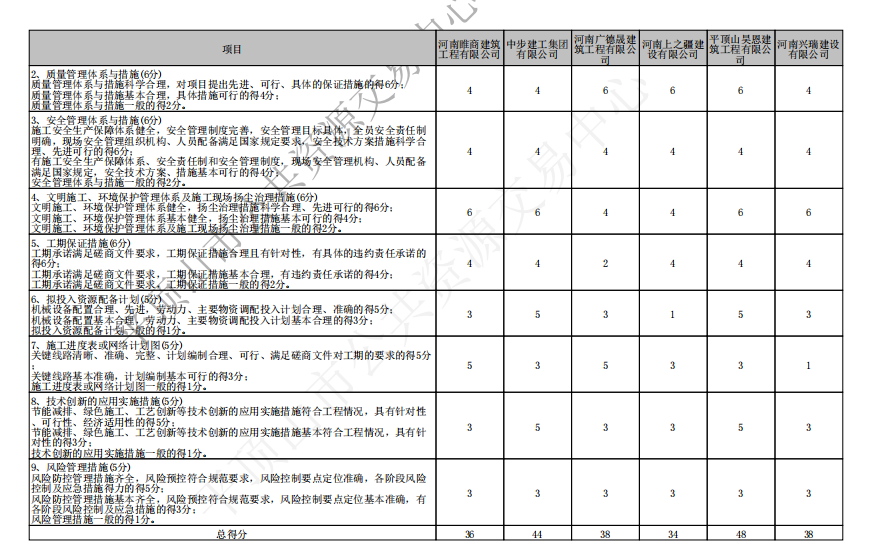 项目
河南睢商建筑
工程有限公司
中步建工集团
有限公司
河南广德晟建
筑工程有限公
司
河南上之疆建
设有限公司
平顶山昊恩建
筑工程有限公
司
河南兴瑞建设
有限公司
2、质量管理体系与措施(6分)
质量管理体系与措施科学合理，对项目提出先进、可行、具体的保证措施的得6分；
质量管理体系与措施基本合理，具体措施可行的得4分；
质量管理体系与措施一般的得2分。
4 4 6 6 6 4
3、安全管理体系与措施(6分)
施工安全生产保障体系健全，安全管理制度完善，安全管理目标具体，全员安全责任制
明确，现场安全管理组织机构、人员配备满足国家规定要求，安全技术方案措施科学合
理、先进可行的得6分；
有施工安全生产保障体系、安全责任制和安全管理制度，现场安全管理机构、人员配备
满足国家规定，安全技术方案、措施基本可行的得4分；
安全管理体系与措施一般的得2分。
4 4 4 4 4 4
4、文明施工、环境保护管理体系及施工现场扬尘治理措施(6分)
文明施工、环境保护管理体系健全，扬尘治理措施科学合理、先进可行的得6分；
文明施工、环境保护管理体系基本健全，扬尘治理措施基本可行的得4分；
文明施工、环境保护管理体系及施工现场扬尘治理措施一般的得2分。
6 6 4 4 6 6
5、工期保证措施(6分)
工期承诺满足磋商文件要求，工期保证措施合理且有针对性，有具体的违约责任承诺的
得6分；
工期承诺满足磋商文件要求，工期保证措施基本合理，有违约责任承诺的得4分；
工期承诺满足磋商文件要求，工期保证措施一般的得2分。
4 4 2 4 4 4
6、拟投入资源配备计划(5分)
机械设备配置合理、先进，劳动力、主要物资调配投入计划合理、准确的得5分；
机械设备配置基本合理，劳动力、主要物资调配投入计划基本合理的得3分；
拟投入资源配备计划一般的得1分。
3 5 3 1 5 3
7、施工进度表或网络计划图(5分)
关键线路清晰、准确、完整、计划编制合理、可行、满足磋商文件对工期的要求的得5分
；
关键线路基本准确，计划编制基本可行的得3分；
施工进度表或网络计划图一般的得1分。
5 3 5 3 3 1
8、技术创新的应用实施措施(5分)
节能减排、绿色施工、工艺创新等技术创新的应用实施措施符合工程情况，具有针对性
、可行性、经济适用性的得5分；
节能减排、绿色施工、工艺创新等技术创新的应用实施措施基本符合工程情况，具有针
对性的得3分；
技术创新的应用实施措施一般的得1分。
3 5 3 3 5 3
9、风险管理措施(5分)
风险防控管理措施齐全，风险预控符合规范要求，风险控制要点定位准确，各阶段风险
控制及应急措施得力的得5分；
风险防控管理措施基本齐全，风险预控符合规范要求，风险控制要点定位基本准确，有
各阶段风险控制及应急措施的得3分；
风险管理措施一般的得1分。
3 3 3 3 3 3
总得分 36 44 38 34 48 38
平顶山市公共资源交易中心
平顶山市公共资源交易中心